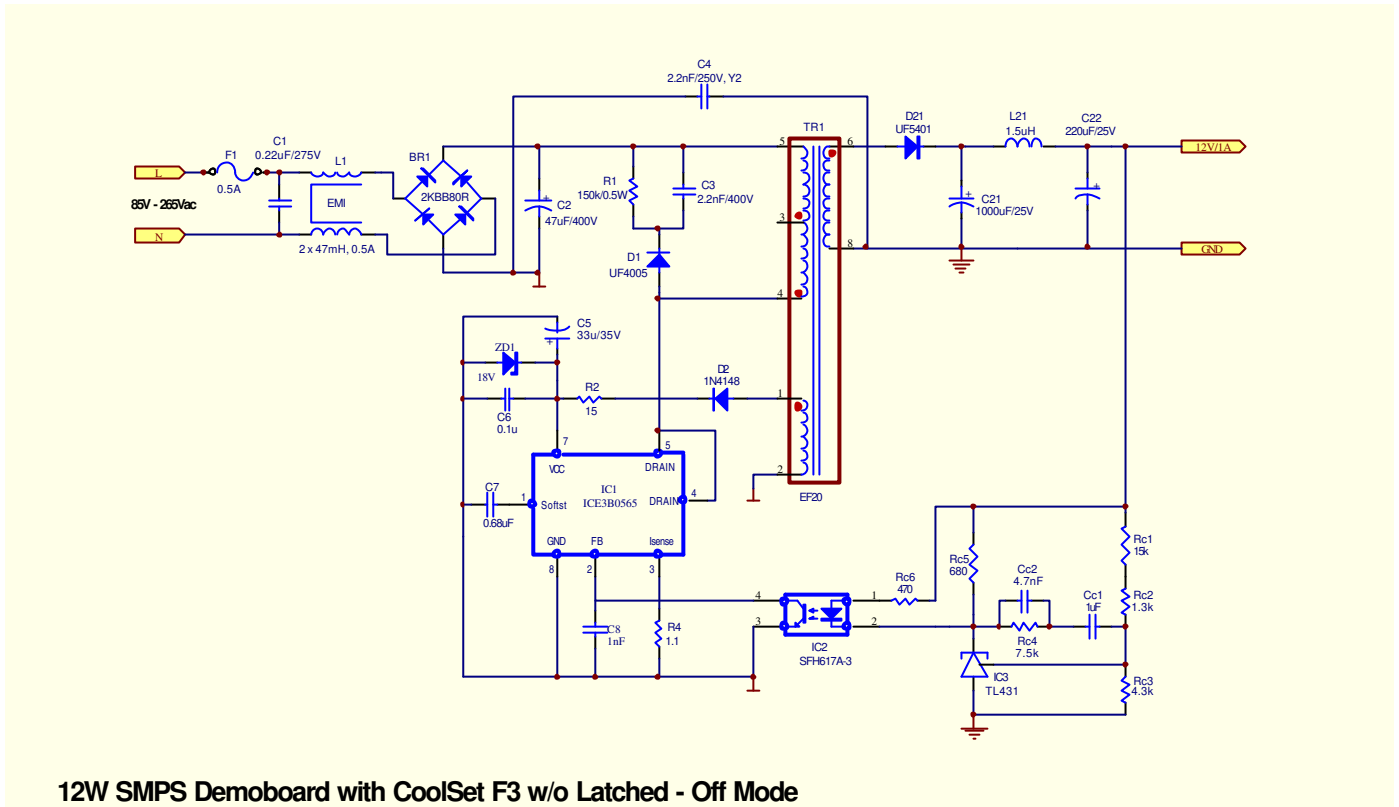 C4
2.2nF/250V, Y2
D21
UF5401
L21
1.5uH
C22
220uF/25V
TR1
C1
0.22uF/275V
F1
0.5A
L1
EMI
2 x 47mH, 0.5A
BR1
2KBB80R
L
85V - 265Vac
N
C2
47uF/400V
R1
150k/0.5W
C3
2.2nF/400V
5
6
3
8
4
12V/1A
C21
1000uF/25V
GND
D1
UF4005
C5
33u/35V
ZD1
18V
C6
0.1u
R2
15
D2
1N4148
1
2
EF20
7
5
VCC
DRAIN
IC1
ICE3B0565
DRAIN
4
C7
0.68uF
1
Softst
GND
FB
Isense
8
2
3
C8
1nF
R4
1.1
4
3
1
2
IC2
SFH617A-3
Rc6
470
Rc5
680
Cc2
4.7nF
Rc4
7.5k
Cc1
1uF
Rc1
15k
Rc2
1.3k
IC3
TL431
Rc3
4.3k
12W SMPS Demoboard with CoolSet F3 w/o Latched - Off Mode